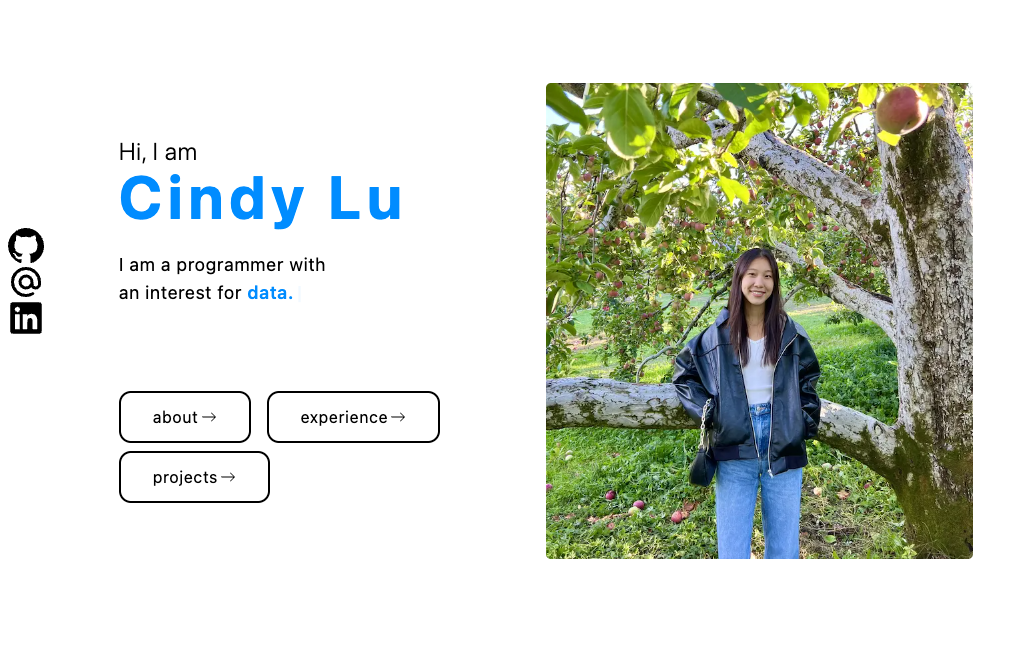 Hi, I am
Cindy Lu
I am a programmer with
an interest for data.
about →
experience →
projects →